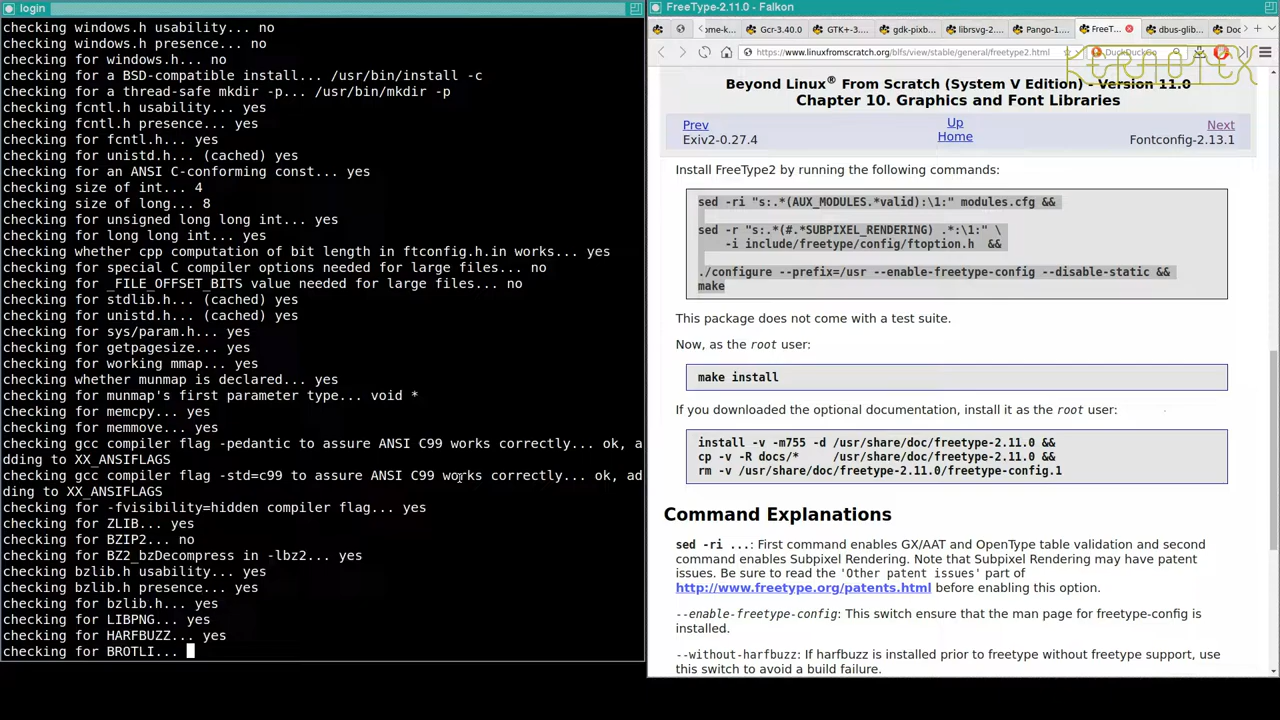 login
checking windows.h usability... no
checking windows.h presence... no
checking for windows.h... no
checking for a BSD-compatible install... /usr/bin/install -c
checking for a thread-safe mkdir -p... /usr/bin/mkdir -p
checking fcntl.h usability... yes
checking fcntl.h presence... yes
checking for fcntl.h... yes
checking for unistd.h... (cached) yes
checking for an ANSI C-conforming const... yes
checking size of int... 4
checking size of long... 8
checking for unsigned long long int... yes
checking for long long int... yes
checking whether cpp computation of bit length in ftconfig.h.in works... yes
checking for special C compiler options needed for large files... no
checking for _FILE_OFFSET_BITS value needed for large files... no
checking for stdlib.h... (cached) yes
checking for unistd.h... (cached) yes
checking for sys/param.h... yes
checking for getpagesize... yes
checking for working mmap... yes
checking whether munmap is declared... yes
checking for munmap's first parameter type... void *
checking for memcpy... yes
checking for memmove... yes
checking gcc compiler flag -pedantic to assure ANSI C99 works correctly... ok, a
dding to XX_ANSIFLAGS
checking gcc compiler flag -std=c99 to assure ANSI C99 works correctly... ok, ad
ding to XX_ANSIFLAGS
checking for -fvisibility=hidden compiler flag... yes
checking for ZLIB... yes
checking for BZIP2... no
checking for BZ2_bzDecompress in -lbz2... yes
checking bzlib.h usability... yes
checking bzlib.h presence... yes
checking for bzlib.h... yes
checking for LIBPNG... yes
checking for HARFBUZZ... yes
checking for BROTLI...
FreeType-2.11.0 - Falkon
ome-k... Gcr-3.40.0 GTK+-3.... gdk-pixb... librsvg-2... Pango-1.... FreeT... dbus-glib... Doc
https://www.linuxfromscratch.org/blfs/view/stable/general/freetype2.html DuckDuckGo
KERNOTEX
Beyond Linux® From Scratch (System V Edition) - Version 11.0
Chapter 10. Graphics and Font Libraries
Prev Up Next
Exiv2-0.27.4 Home Fontconfig-2.13.1
Install FreeType2 by running the following commands:
sed -ri "s:.*(AUX_MODULES.*valid):\1:" modules.cfg &&
sed -r "s:.*(#.*SUBPIXEL_RENDERING) .*:\1:" \
-i include/freetype/config/ftoption.h &&
./configure --prefix=/usr --enable-freetype-config --disable-static &&
make
This package does not come with a test suite.
Now, as the root user:
make install
If you downloaded the optional documentation, install it as the root user:
install -v -m755 -d /usr/share/doc/freetype-2.11.0 &&
cp -v -R docs/* /usr/share/doc/freetype-2.11.0 &&
rm -v /usr/share/doc/freetype-2.11.0/freetype-config.1
Command Explanations
sed -ri ...: First command enables GX/AAT and OpenType table validation and second
command enables Subpixel Rendering. Note that Subpixel Rendering may have patent
issues. Be sure to read the 'Other patent issues' part of
http://www.freetype.org/patents.html before enabling this option.
--enable-freetype-config: This switch ensure that the man page for freetype-config is
installed.
--without-harfbuzz: If harfbuzz is installed prior to freetype without freetype support, use
this switch to avoid a build failure.